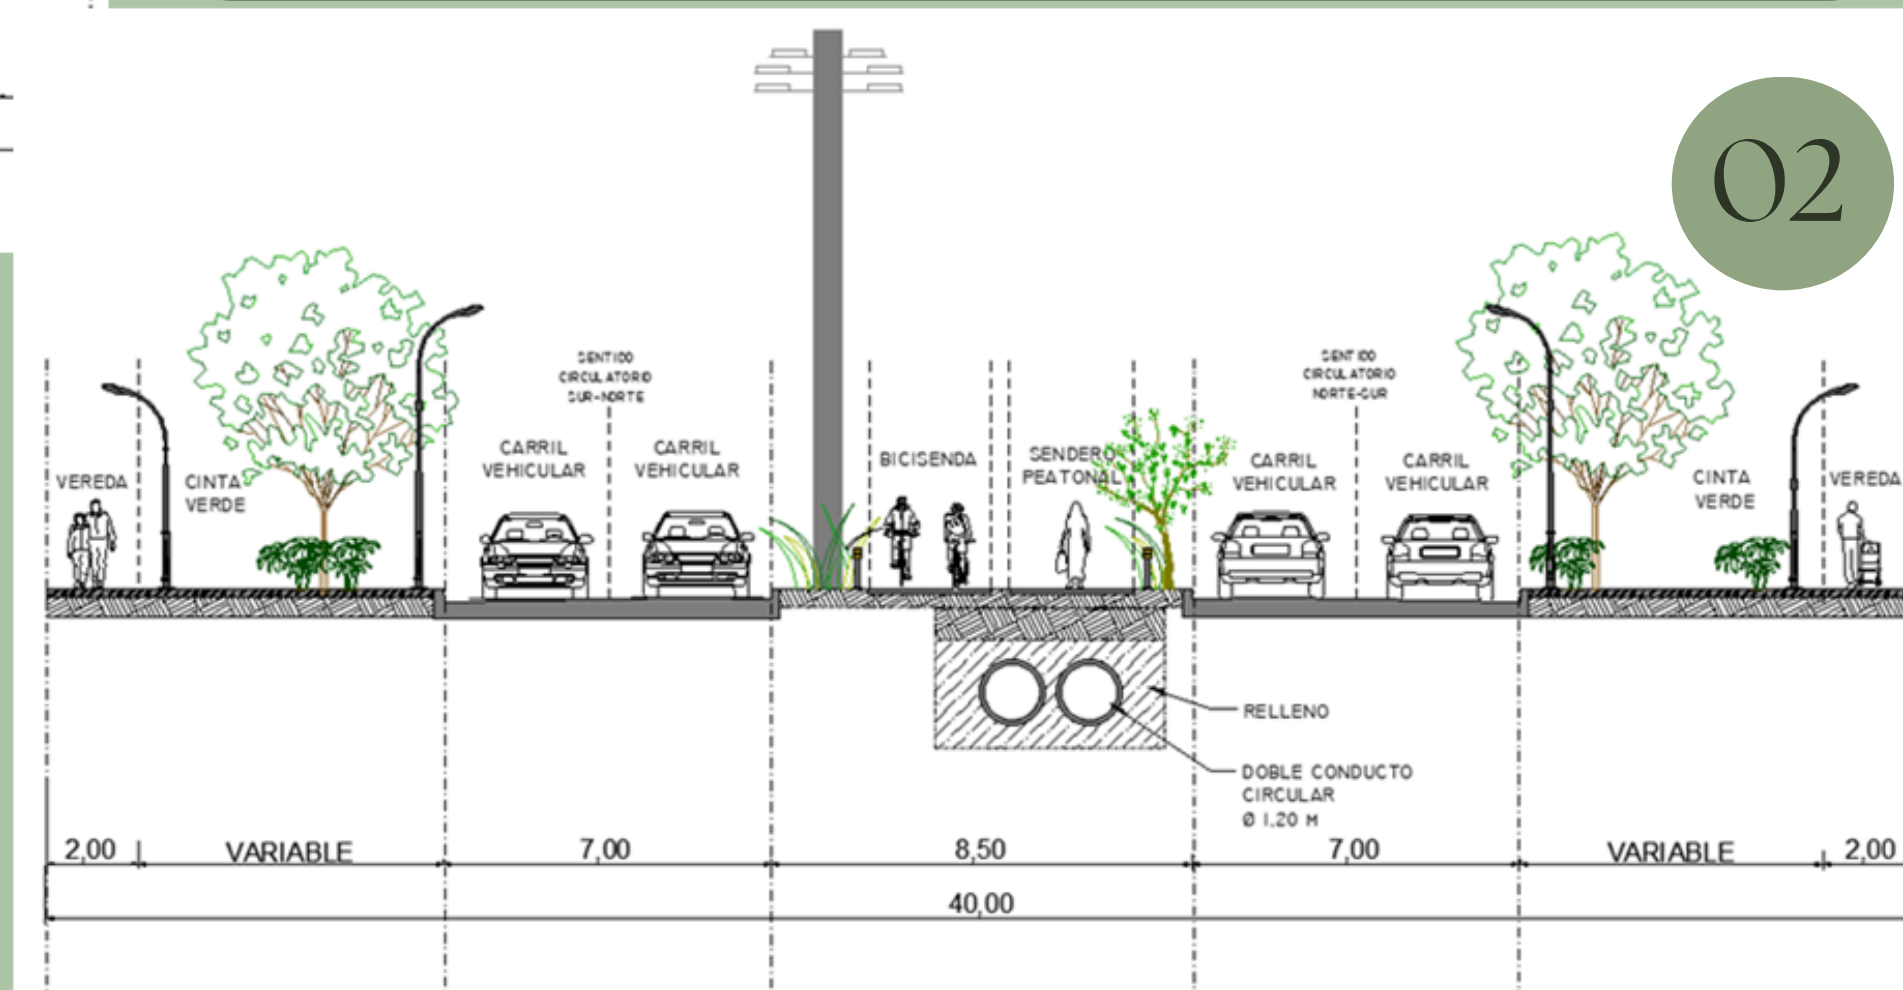 02
SENTIDO
CIRCULATORIO
SUR-NORTE
SENTIDO
CIRCULATORIO
NORTE-SUR
VEREDA
CINTA
VERDE
CARRIL
VEHICULAR
CARRIL
VEHICULAR
BICISENDA
SENDERO
PEATONAL
CARRIL
VEHICULAR
CARRIL
VEHICULAR
CINTA
VERDE
VEREDA
RELLENO
DOBLE CONDUCTO
CIRCULAR
Ø 1,20 M
2,00 VARIABLE 7,00 8,50 7,00 VARIABLE 2,00
40,00